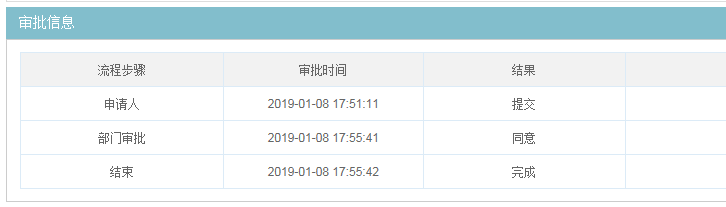 审批信息
流程步骤 审批时间 结果
申请人 2019-01-08 17:51:11 提交
部门审批 2019-01-08 17:55:41 同意
结束 2019-01-08 17:55:42 完成